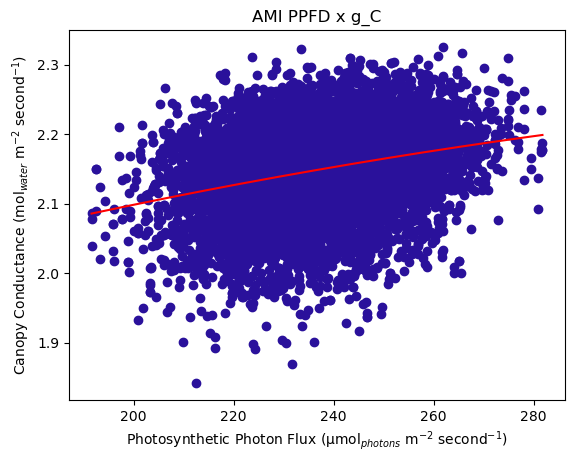 AMI PPFD x g_C
Canopy Conductance (mol_water m^−2 second^−1)
2.3
2.2
2.1
2.0
1.9
200 220 240 260 280
Photosynthetic Photon Flux (μmol_photons m^−2 second^−1)